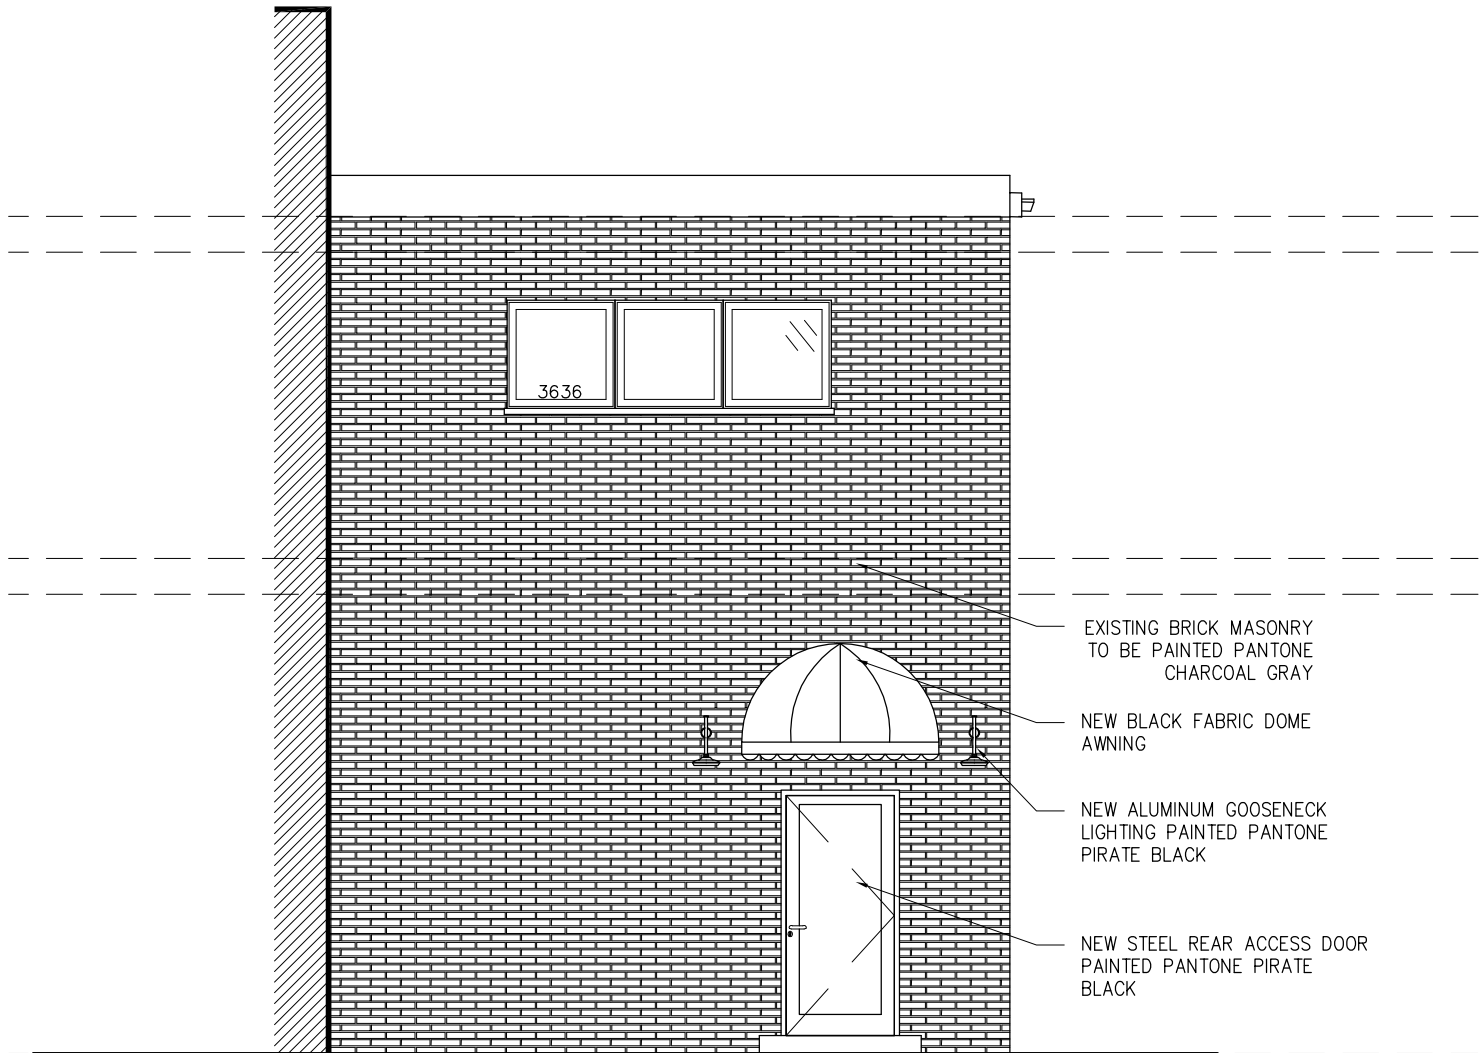 3636
EXISTING BRICK MASONRY
TO BE PAINTED PANTONE
CHARCOAL GRAY
NEW BLACK FABRIC DOME
AWNING
NEW ALUMINUM GOOSENECK
LIGHTING PAINTED PANTONE
PIRATE BLACK
NEW STEEL REAR ACCESS DOOR
PAINTED PANTONE PIRATE
BLACK